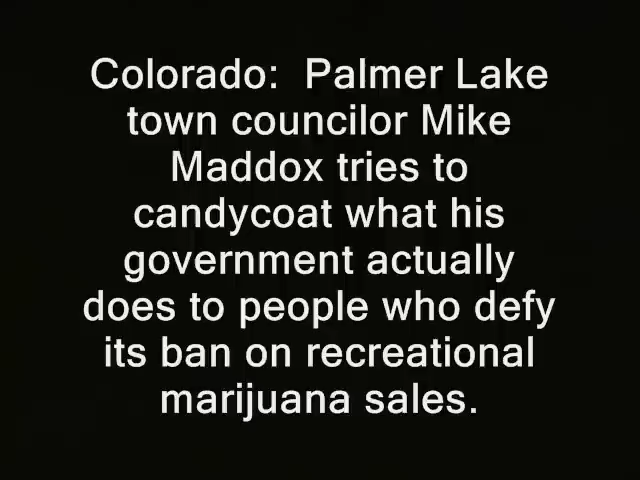 Colorado:  Palmer Lake
town councilor Mike
Maddox tries to
candycoat what his
government actually
does to people who defy
its ban on recreational
marijuana sales.